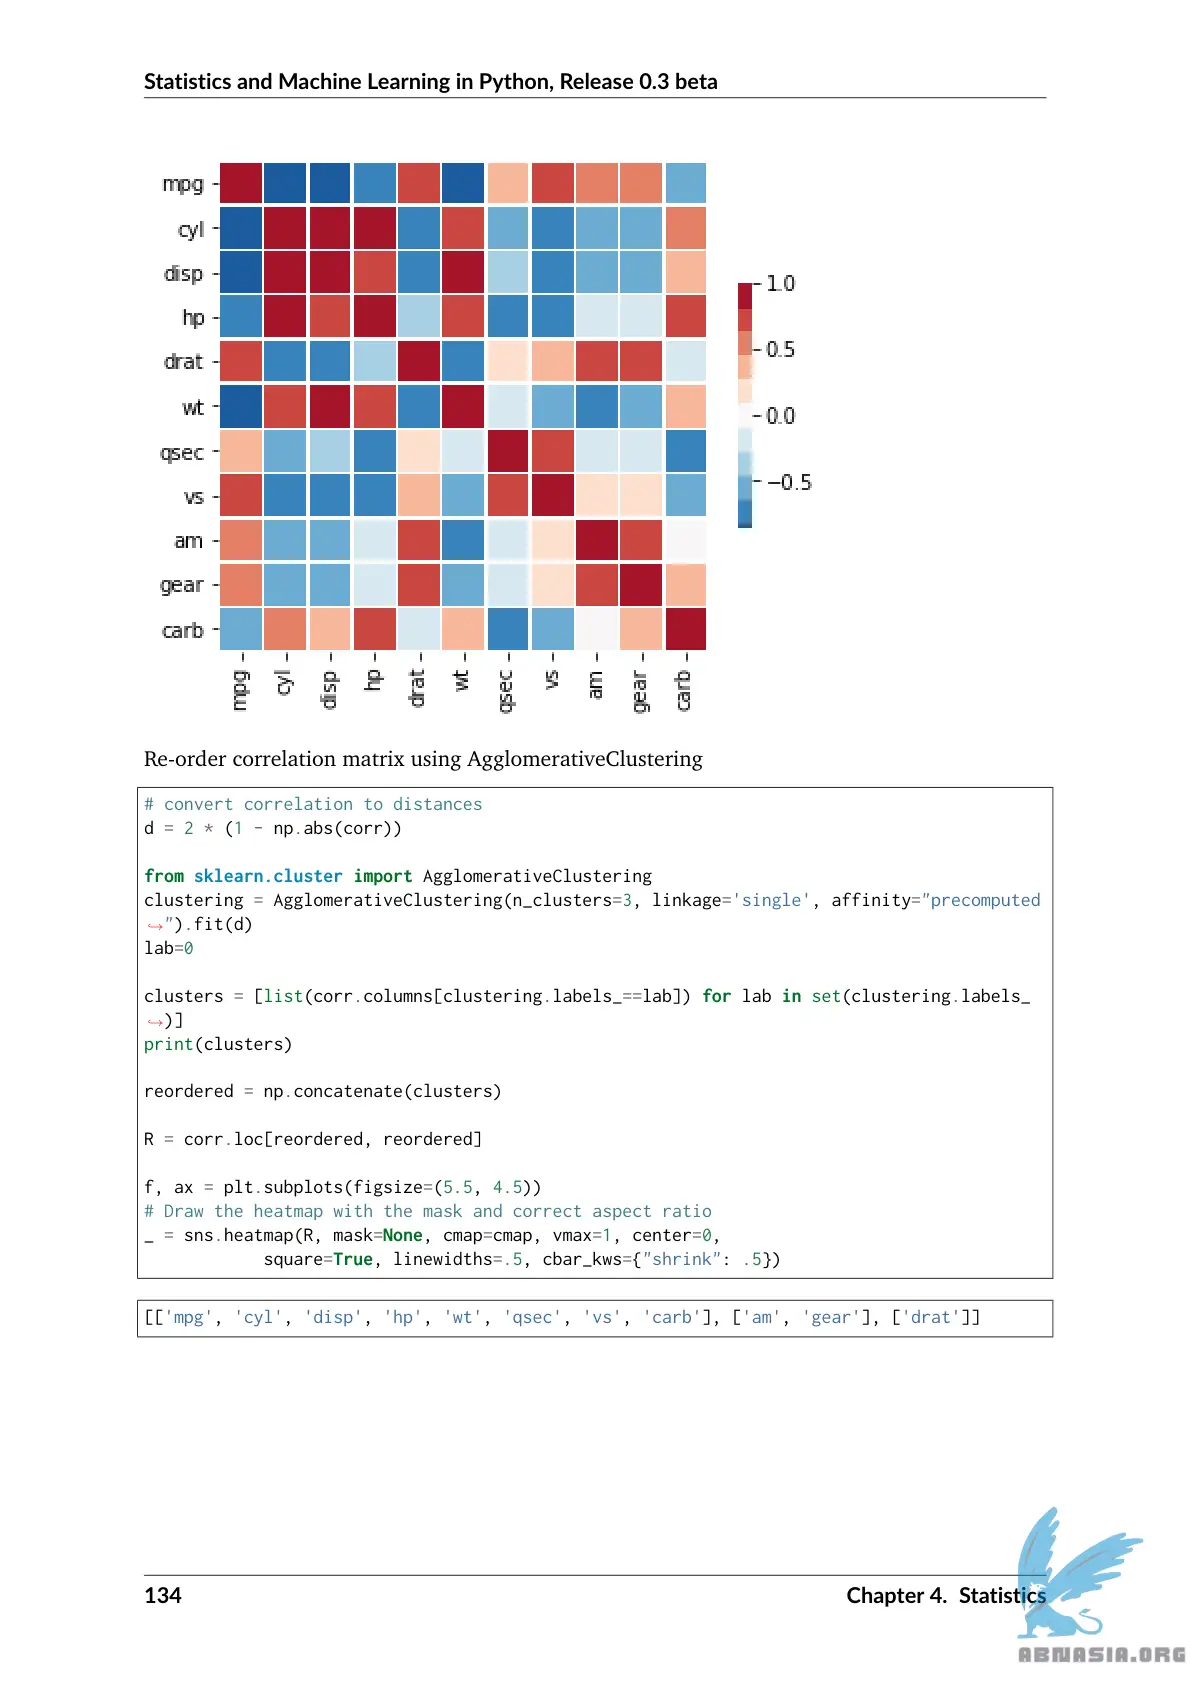 Statistics and Machine Learning in Python, Release 0.3 beta
mpg
cyl
disp
hp
drat
wt
qsec
vs
am
gear
carb
1.0
0.5
0.0
−0.5
mpg
cyl
disp
hp
drat
wt
qsec
vs
am
gear
carb
Re-order correlation matrix using AgglomerativeClustering
# convert correlation to distances
d = 2 * (1 - np.abs(corr))
from sklearn.cluster import AgglomerativeClustering
clustering = AgglomerativeClustering(n_clusters=3, linkage='single', affinity="precomputed
↪").fit(d)
lab=0
clusters = [list(corr.columns[clustering.labels_==lab]) for lab in set(clustering.labels_
↪)]
print(clusters)
reordered = np.concatenate(clusters)
R = corr.loc[reordered, reordered]
f, ax = plt.subplots(figsize=(5.5, 4.5))
# Draw the heatmap with the mask and correct aspect ratio
_ = sns.heatmap(R, mask=None, cmap=cmap, vmax=1, center=0,
square=True, linewidths=.5, cbar_kws={"shrink": .5})
[['mpg', 'cyl', 'disp', 'hp', 'wt', 'qsec', 'vs', 'carb'], ['am', 'gear'], ['drat']]
134
Chapter 4. Statistics
ABNASIA.ORG